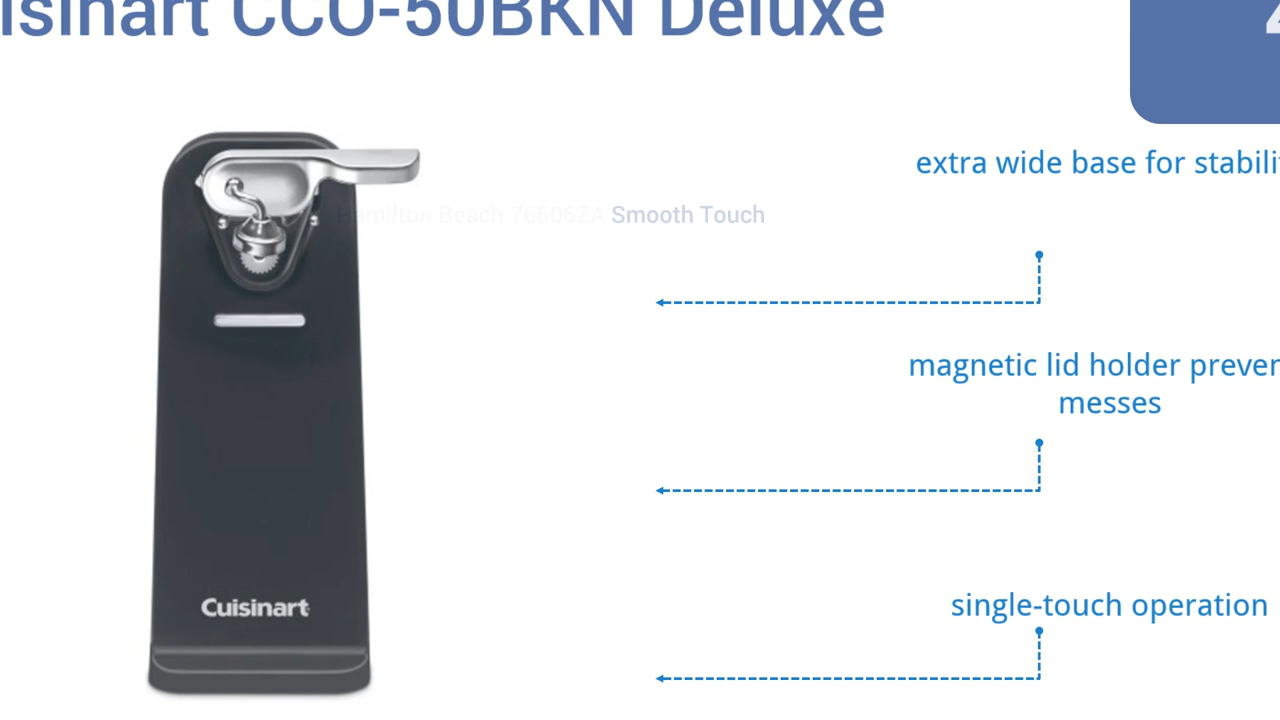 isinart CCO-50BKN Deluxe
extra wide base for stabili
Hamilton Beach 76606ZA Smooth Touch
magnetic lid holder preven
messes
single-touch operation
Cuisinart